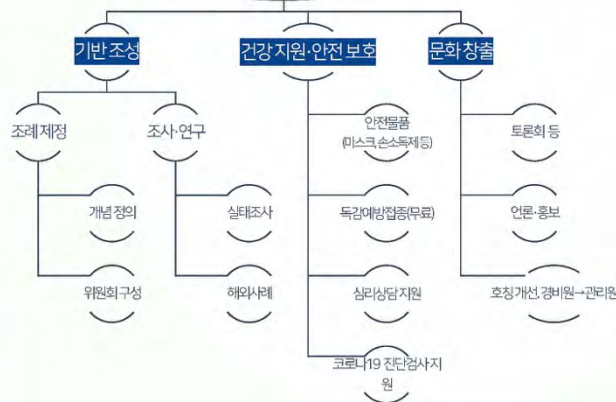 기반 조성
건강 지원·안전 보호
문화 창출
조례 제정
조사·연구
안전물품
(마스크, 손소독제 등)
토론회 등
개념 정의
실태조사
독감예방접종(무료)
언론·홍보
위원회 구성
해외사례
심리상담 지원
호칭 개선. 경비원→관리원
코로나19 진단검사 지
원